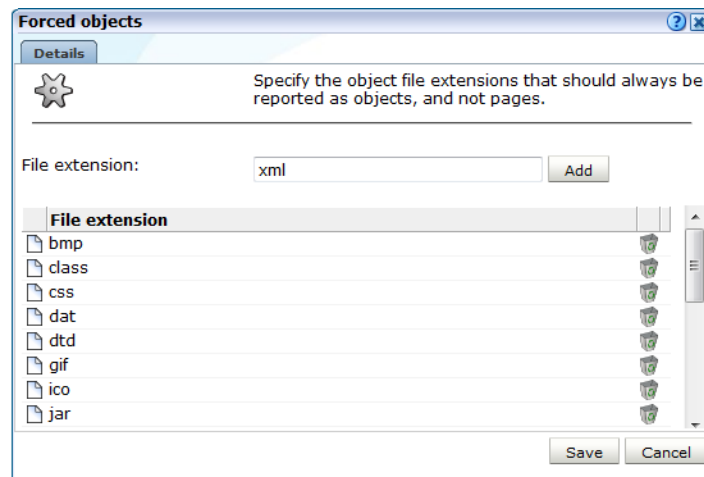 Forced objects
Details
Specify the object file extensions that should always be
reported as objects, and not pages.
File extension:
xml
Add
File extension
bmp
class
css
dat
dtd
gif
ico
jar
Save
Cancel